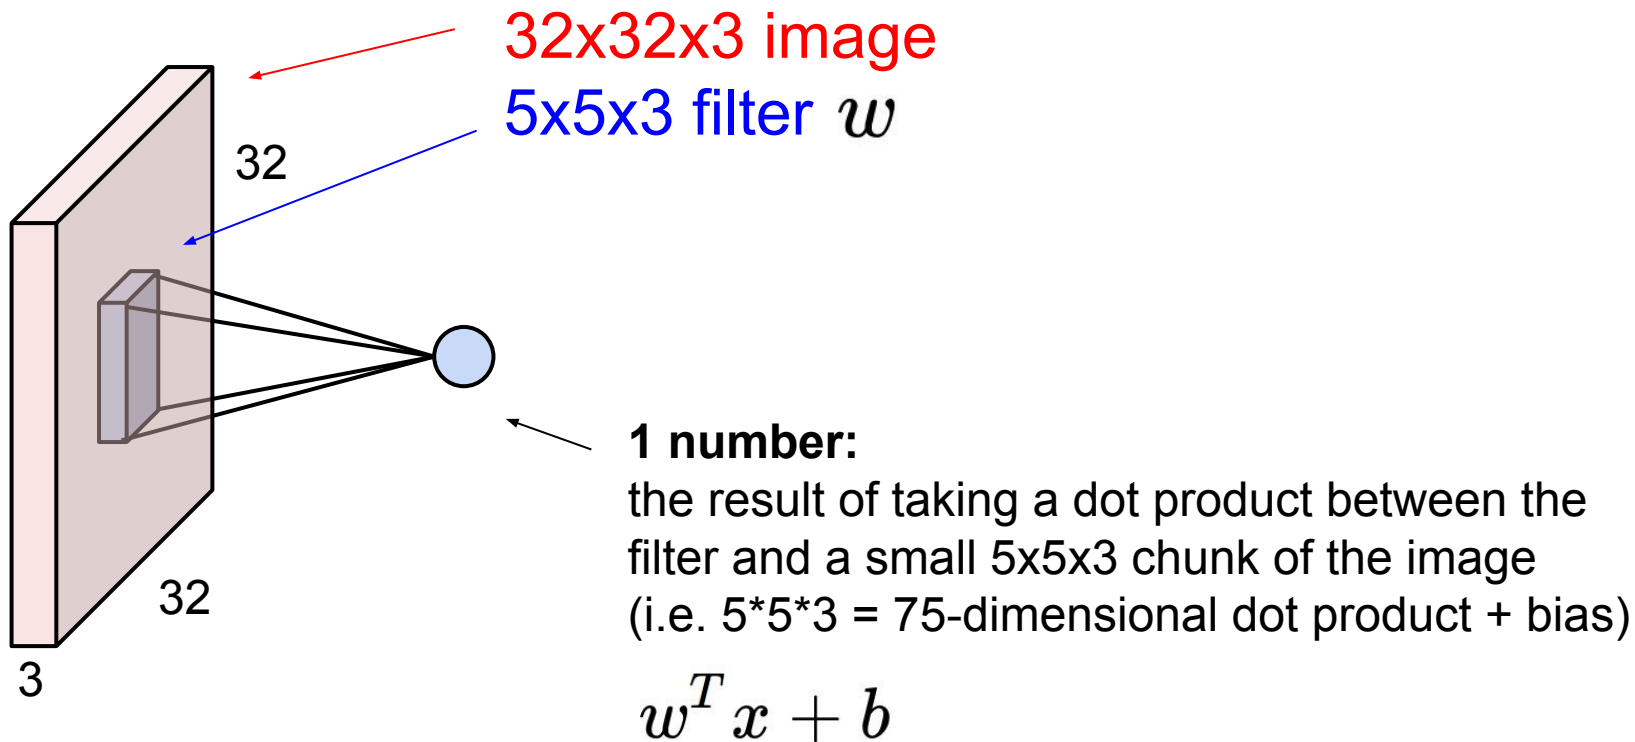 32x32x3 image
5x5x3 filter w
32
32
3
1 number:
the result of taking a dot product between the
filter and a small 5x5x3 chunk of the image
(i.e. 5*5*3 = 75-dimensional dot product + bias)
w^T x + b